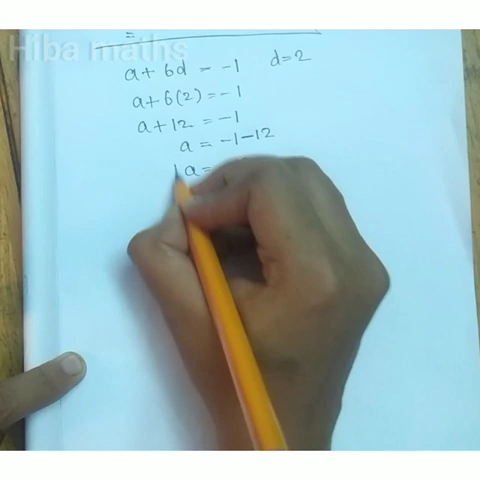 Hiba maths
=
a + 6d = -1 d=2
a+6(2) = -1
a+12 = -1
a = -1-12
a =